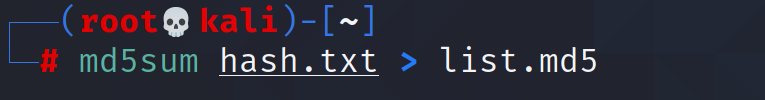 (root💀kali)-[~]
# md5sum hash.txt > list.md5